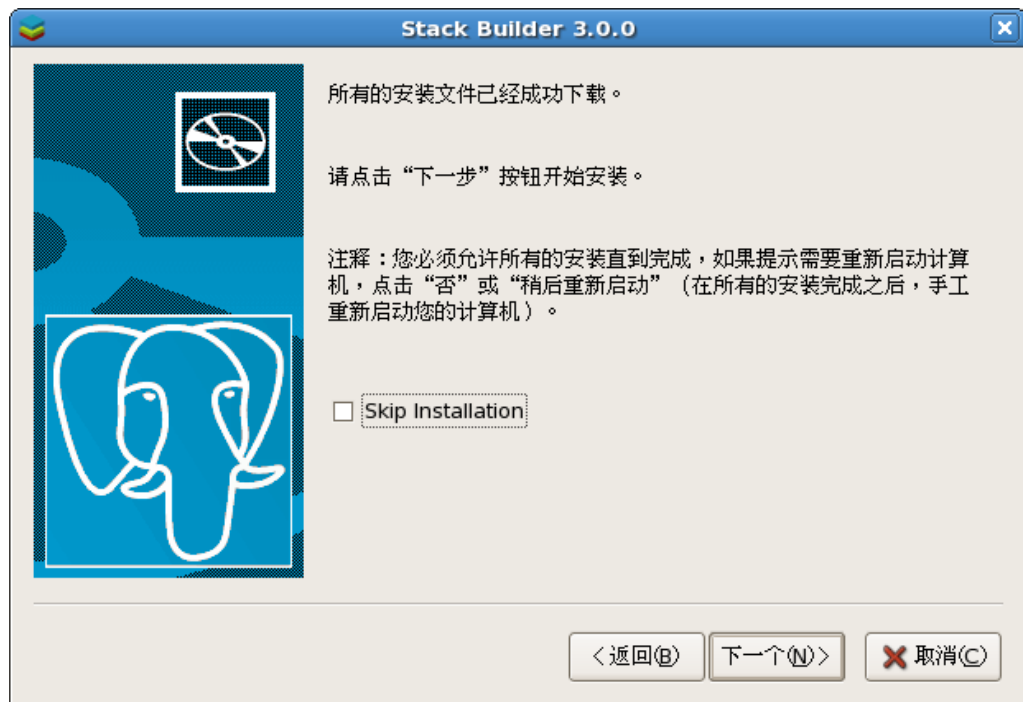 Stack Builder 3.0.0
所有的安装文件已经成功下载。
请点击“下一步”按钮开始安装。
注释：您必须允许所有的安装直到完成，如果提示需要重新启动计算
机，点击“否”或“稍后重新启动” (在所有的安装完成之后，手工
重新启动您的计算机) 。
Skip Installation
<返回(B)
下一个(N)>
取消(C)